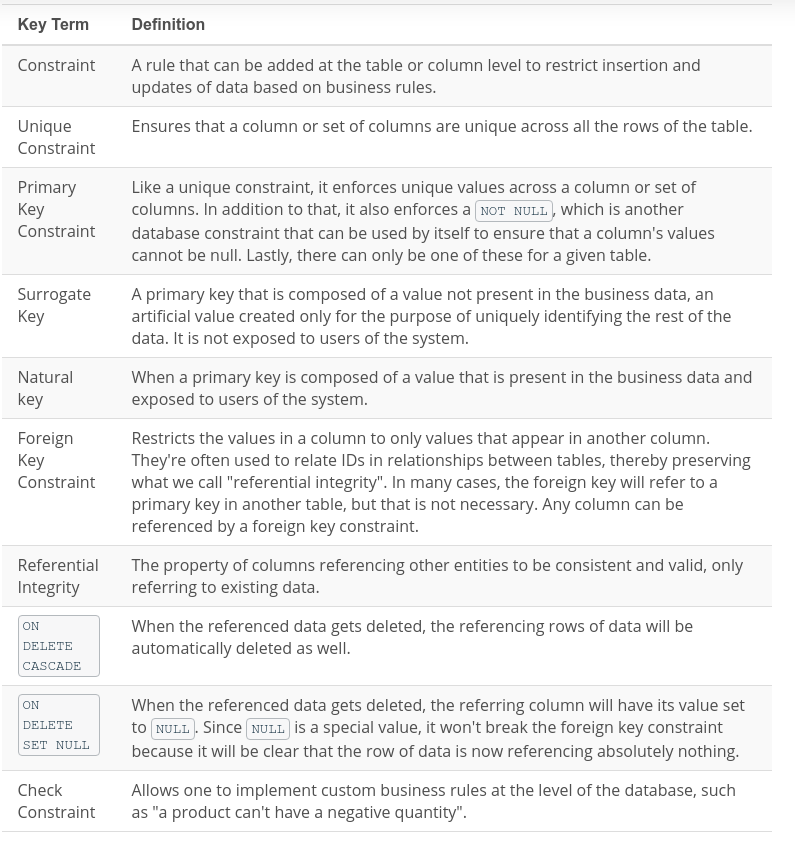 Key Term Definition
Constraint A rule that can be added at the table or column level to restrict insertion and
updates of data based on business rules.
Unique Ensures that a column or set of columns are unique across all the rows of the table.
Constraint
Primary Like a unique constraint, it enforces unique values across a column or set of
Key columns. In addition to that, it also enforces a NOT NULL, which is another
Constraint database constraint that can be used by itself to ensure that a column's values
cannot be null. Lastly, there can only be one of these for a given table.
Surrogate A primary key that is composed of a value not present in the business data, an
Key artificial value created only for the purpose of uniquely identifying the rest of the
data. It is not exposed to users of the system.
Natural When a primary key is composed of a value that is present in the business data and
key exposed to users of the system.
Foreign Restricts the values in a column to only values that appear in another column.
Key They're often used to relate IDs in relationships between tables, thereby preserving
Constraint what we call "referential integrity". In many cases, the foreign key will refer to a
primary key in another table, but that is not necessary. Any column can be
referenced by a foreign key constraint.
Referential The property of columns referencing other entities to be consistent and valid, only
Integrity referring to existing data.
ON When the referenced data gets deleted, the referencing rows of data will be
DELETE automatically deleted as well.
CASCADE
ON When the referenced data gets deleted, the referring column will have its value set
DELETE to NULL. Since NULL is a special value, it won't break the foreign key constraint
SET NULL because it will be clear that the row of data is now referencing absolutely nothing.
Check Allows one to implement custom business rules at the level of the database, such
Constraint as "a product can't have a negative quantity".